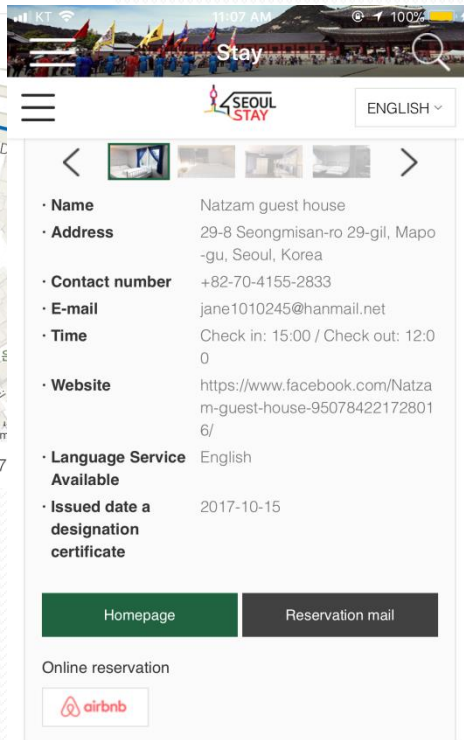 KT 11:07 AM 100%
Stay
SEOUL
STAY
ENGLISH
· Name Natzam guest house
· Address 29-8 Seongmisan-ro 29-gil, Mapo
-gu, Seoul, Korea
· Contact number +82-70-4155-2833
· E-mail jane1010245@hanmail.net
· Time Check in: 15:00 / Check out: 12:0
0
· Website https://www.facebook.com/Natza
m-guest-house-95078422172801
6/
· Language Service English
Available
· Issued date a 2017-10-15
designation
certificate
Homepage Reservation mail
Online reservation
airbnb